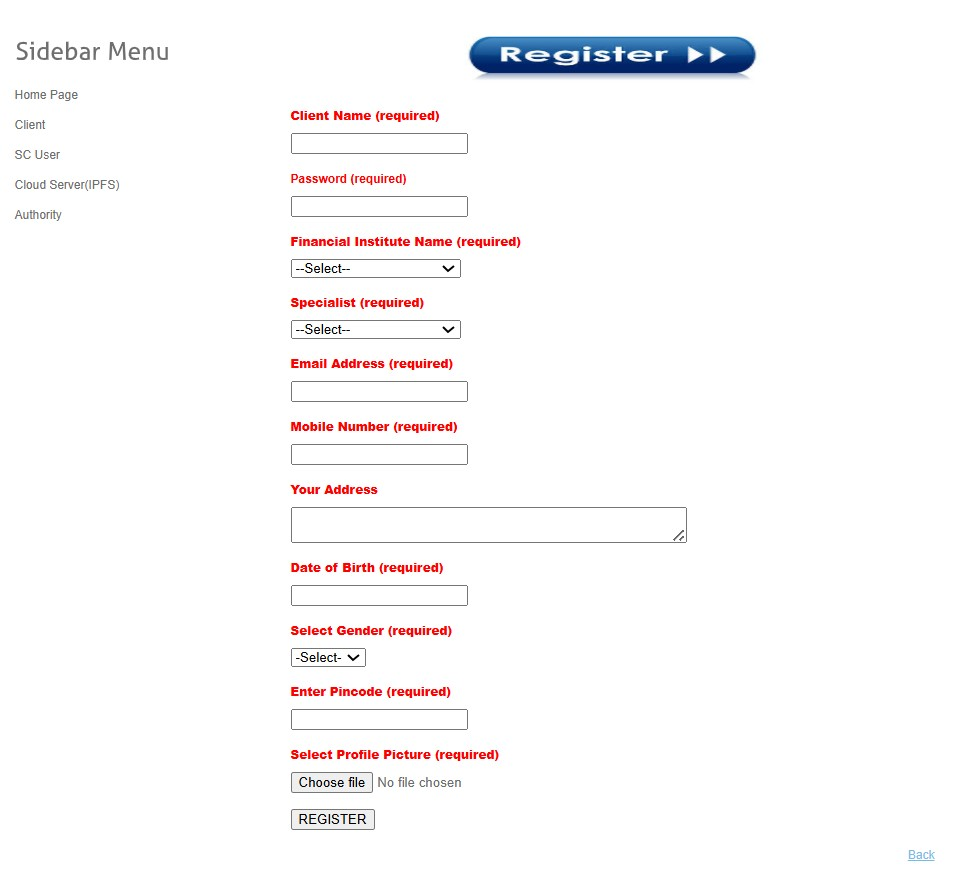 Sidebar Menu
Home Page
Client
SC User
Cloud Server(IPFS)
Authority
Register
Client Name (required)
Password (required)
Financial Institute Name (required)
--Select--
Specialist (required)
--Select--
Email Address (required)
Mobile Number (required)
Your Address
Date of Birth (required)
Select Gender (required)
-Select-
Enter Pincode (required)
Select Profile Picture (required)
Choose file No file chosen
REGISTER
Back